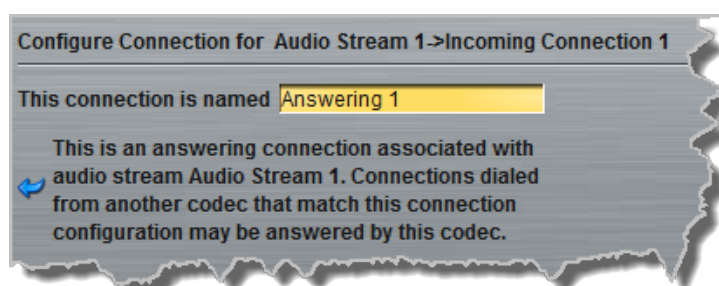 Configure Connection for Audio Stream 1->Incoming Connection 1
This connection is named Answering 1
This is an answering connection associated with
audio stream Audio Stream 1. Connections dialed
from another codec that match this connection
configuration may be answered by this codec.